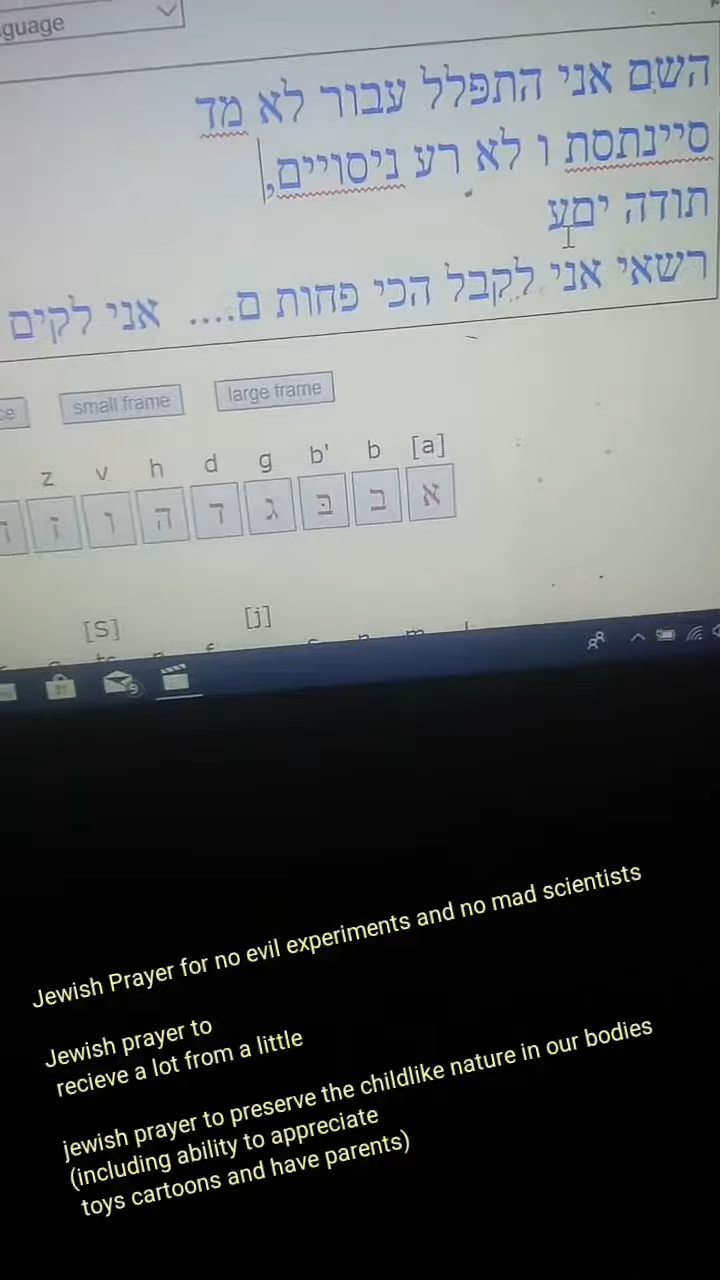 guage
השם אני התפלל עבור לא מד
סיינתסת ו לא רע ניסויים,
תודה ימע
רשאי אני לקבל הכי פחות ם.... אני לקים
small frame
large frame
z v h d g b' b [a]
ז ו ה ד ג בּ ב א
[S] [j]
9
Jewish Prayer for no evil experiments and no mad scientists
Jewish prayer to
recieve a lot from a little
jewish prayer to preserve the childlike nature in our bodies
(including ability to appreciate
toys cartoons and have parents)